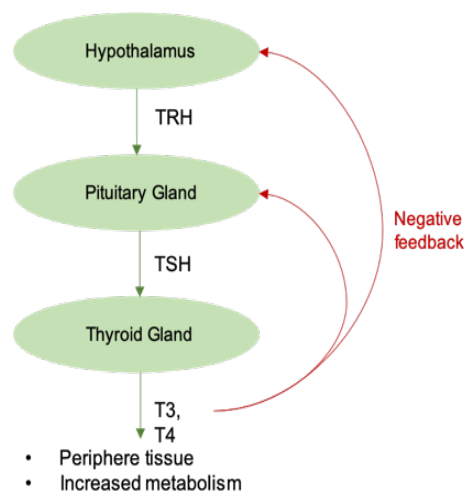 Hypothalamus
TRH
Pituitary Gland
Negative
feedback
TSH
Thyroid Gland
T3,
T4
• Periphere tissue
• Increased metabolism